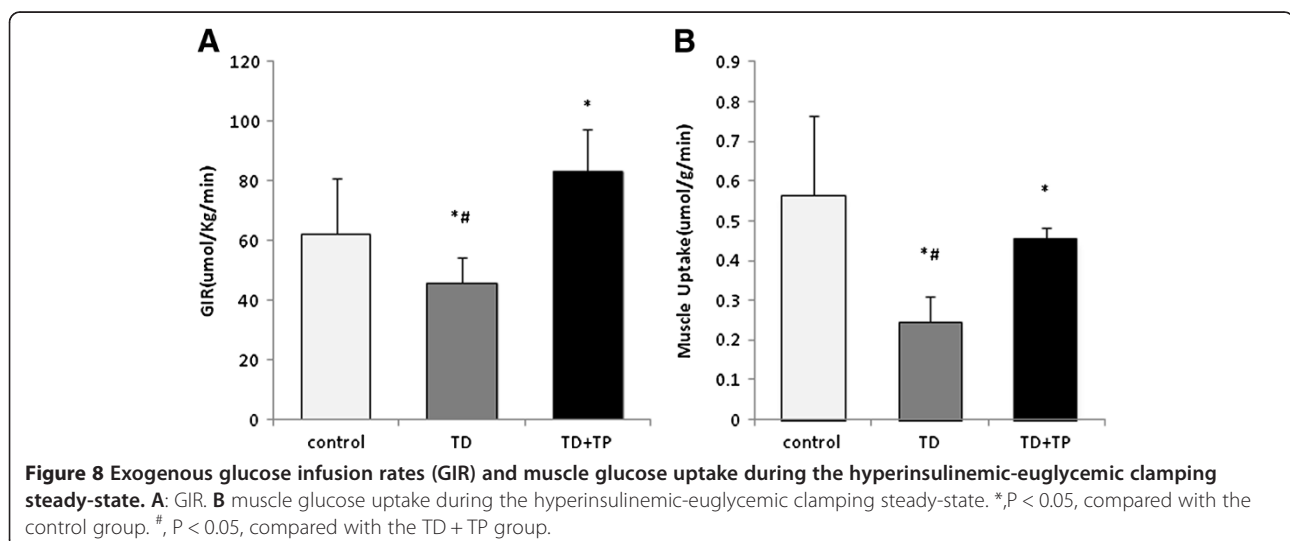 A
120
100
80
60
40
20
0
GIR(umol/Kg/min)
*#
*
control TD TD+TP
B
0.9
0.8
0.7
0.6
0.5
0.4
0.3
0.2
0.1
0
Muscle Uptake(umol/g/min)
*#
*
control TD TD+TP
Figure 8 Exogenous glucose infusion rates (GIR) and muscle glucose uptake during the hyperinsulinemic-euglycemic clamping
steady-state. A: GIR. B muscle glucose uptake during the hyperinsulinemic-euglycemic clamping steady-state. *,P < 0.05, compared with the
control group. #, P < 0.05, compared with the TD + TP group.